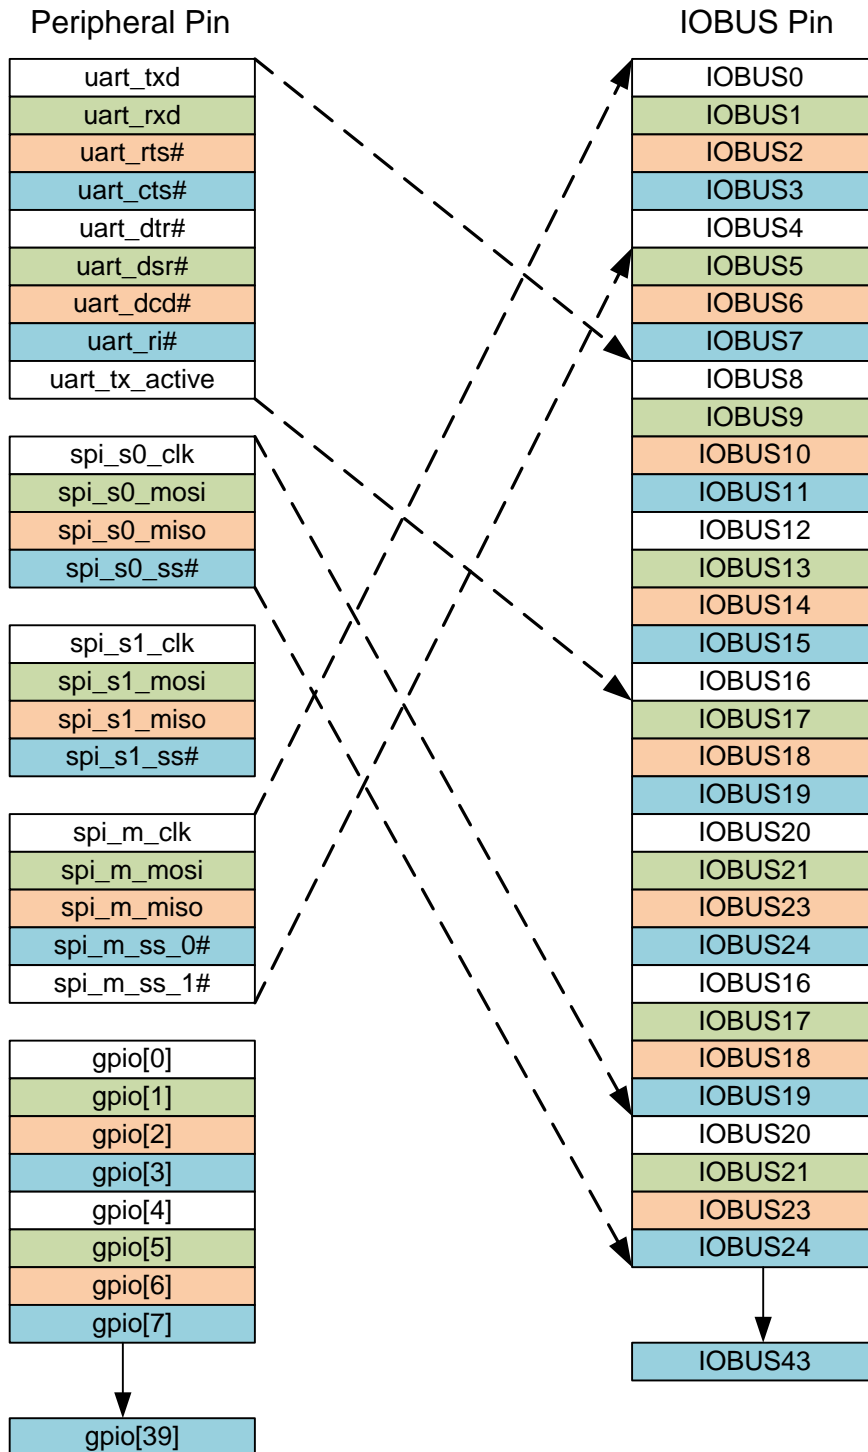 Peripheral Pin
uart_txd
uart_rxd
uart_rts#
uart_cts#
uart_dtr#
uart_dsr#
uart_dcd#
uart_ri#
uart_tx_active
spi_s0_clk
spi_s0_mosi
spi_s0_miso
spi_s0_ss#
spi_s1_clk
spi_s1_mosi
spi_s1_miso
spi_s1_ss#
spi_m_clk
spi_m_mosi
spi_m_miso
spi_m_ss_0#
spi_m_ss_1#
gpio[0]
gpio[1]
gpio[2]
gpio[3]
gpio[4]
gpio[5]
gpio[6]
gpio[7]
gpio[39]
IOBUS Pin
IOBUS0
IOBUS1
IOBUS2
IOBUS3
IOBUS4
IOBUS5
IOBUS6
IOBUS7
IOBUS8
IOBUS9
IOBUS10
IOBUS11
IOBUS12
IOBUS13
IOBUS14
IOBUS15
IOBUS16
IOBUS17
IOBUS18
IOBUS19
IOBUS20
IOBUS21
IOBUS23
IOBUS24
IOBUS16
IOBUS17
IOBUS18
IOBUS19
IOBUS20
IOBUS21
IOBUS23
IOBUS24
IOBUS43